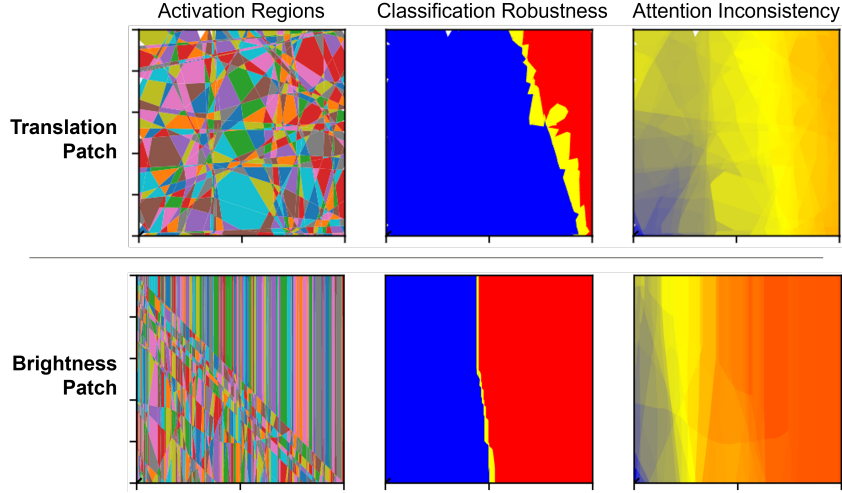 Activation Regions
Classification Robustness
Attention Inconsistency
Translation
Patch
Brightness
Patch